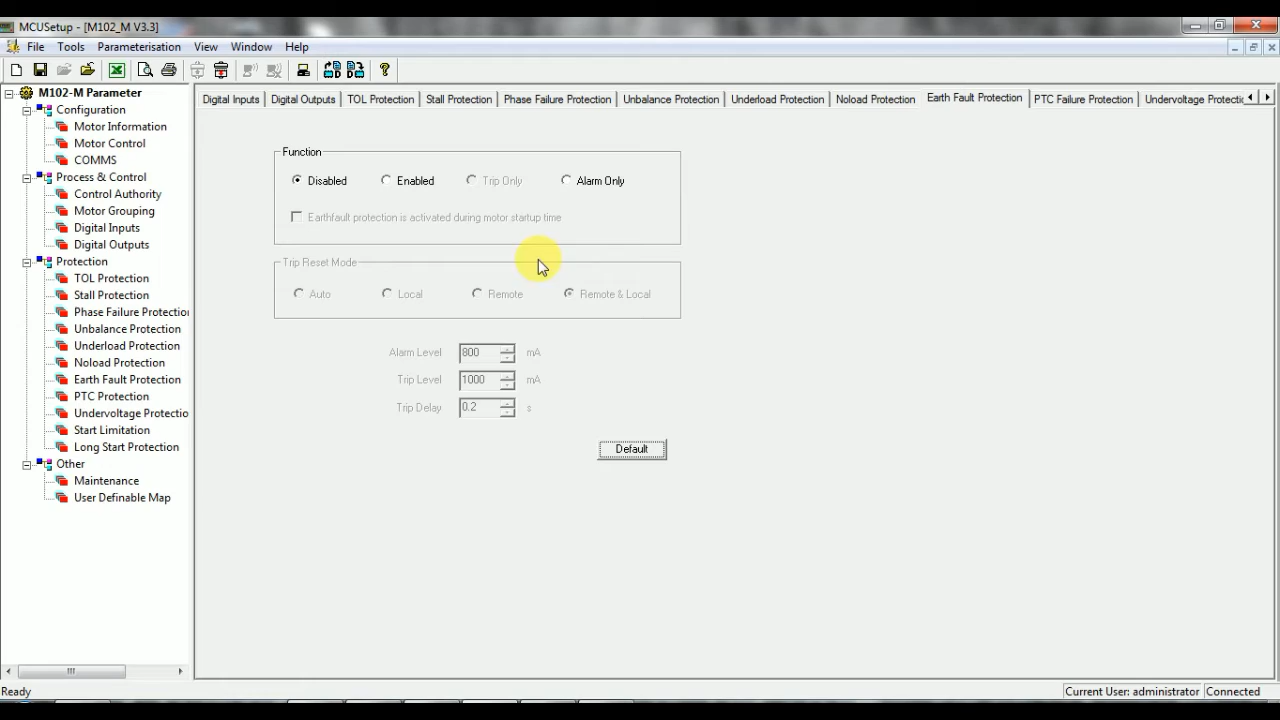 MCUSetup - [M102_M V3.3]
File Tools Parameterisation View Window Help
M102-M Parameter
Configuration
Motor Information
Motor Control
COMMS
Process & Control
Control Authority
Motor Grouping
Digital Inputs
Digital Outputs
Protection
TOL Protection
Stall Protection
Phase Failure Protection
Unbalance Protection
Underload Protection
Noload Protection
Earth Fault Protection
PTC Protection
Undervoltage Protectio
Start Limitation
Long Start Protection
Other
Maintenance
User Definable Map
Digital Inputs Digital Outputs TOL Protection Stall Protection Phase Failure Protection Unbalance Protection Underload Protection Noload Protection Earth Fault Protection PTC Failure Protection Undervoltage Protectic
Function
Disabled Enabled Trip Only Alarm Only
Earthfault protection is activated during motor startup time
Trip Reset Mode
Auto Local Remote Remote & Local
Alarm Level 800 mA
Trip Level 1000 mA
Trip Delay 0.2 s
Default
Ready Current User: administrator Connected